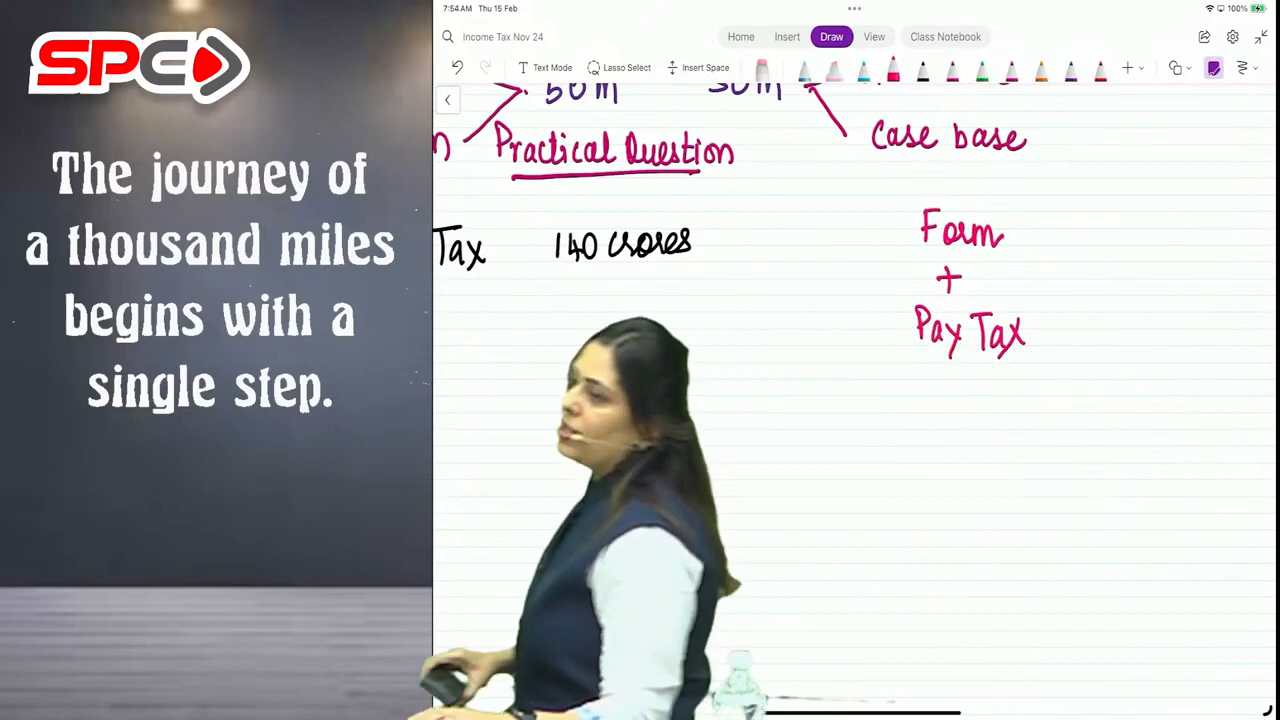 SPE
The journey of
a thousand miles
begins with a
single step.
7:54 AM Thu 15 Feb
100%
Income Tax Nov 24
Home Insert Draw View Class Notebook
Text Mode Lasso Select Insert Space
50M 50M
n Practical Question Case base
Tax 140 crores
Form
+
Pay Tax